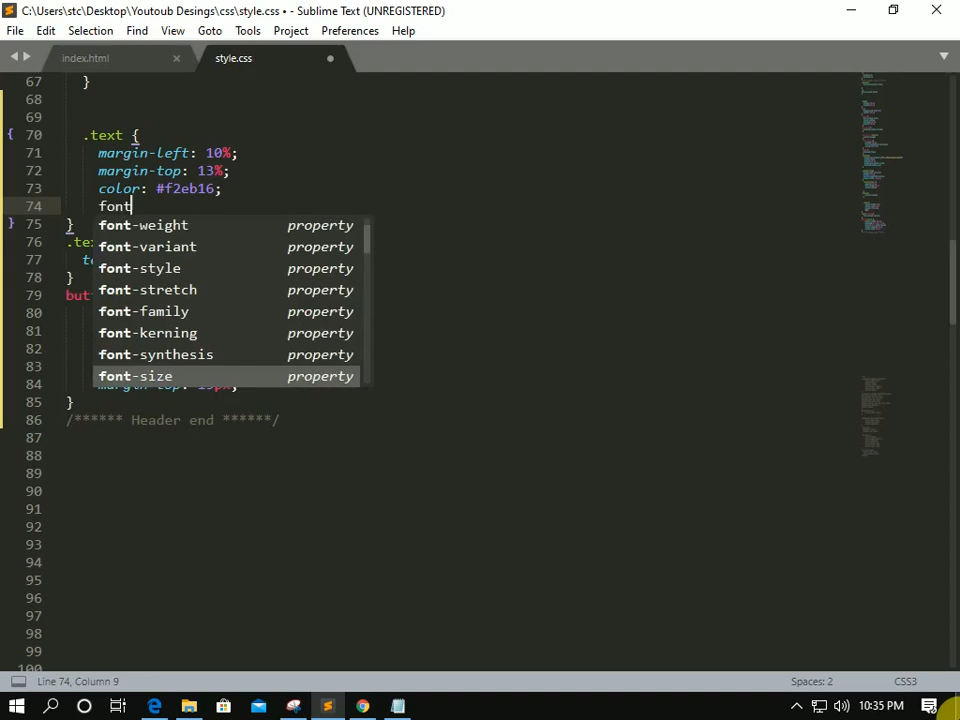 C:\Users\stc\Desktop\Youtoub Desings\css\style.css • - Sublime Text (UNREGISTERED)
File Edit Selection Find View Goto Tools Project Preferences Help
index.html × style.css
67 }
68
69
70 .text {
71 margin-left: 10%;
72 margin-top: 13%;
73 color: #f2eb16;
74 font
font-weight property
75 }
76 .te
font-variant property
77
font-style property
78 }
79 but
font-stretch property
80
font-family property
81
font-kerning property
82
font-synthesis property
83
font-size property
84
85 }
86 /****** Header end ******/
87
88
89
90
91
92
93
94
95
96
97
98
99
100
Line 74, Column 9 Spaces: 2 CSS3
10:35 PM